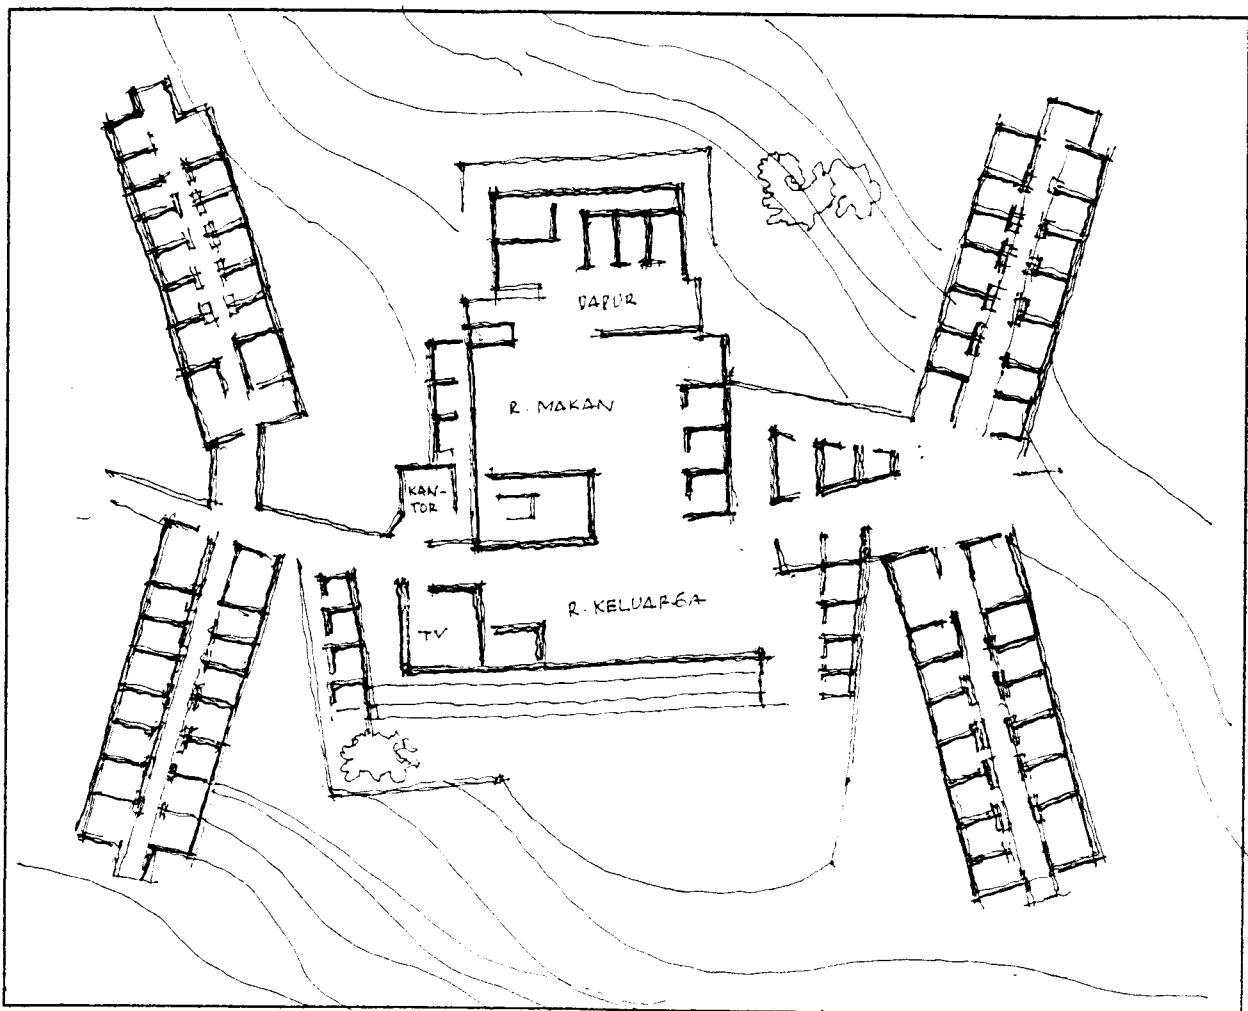 DAPUR
R. MAKAN
KAN-
TOR
R. KELUARGA
TV